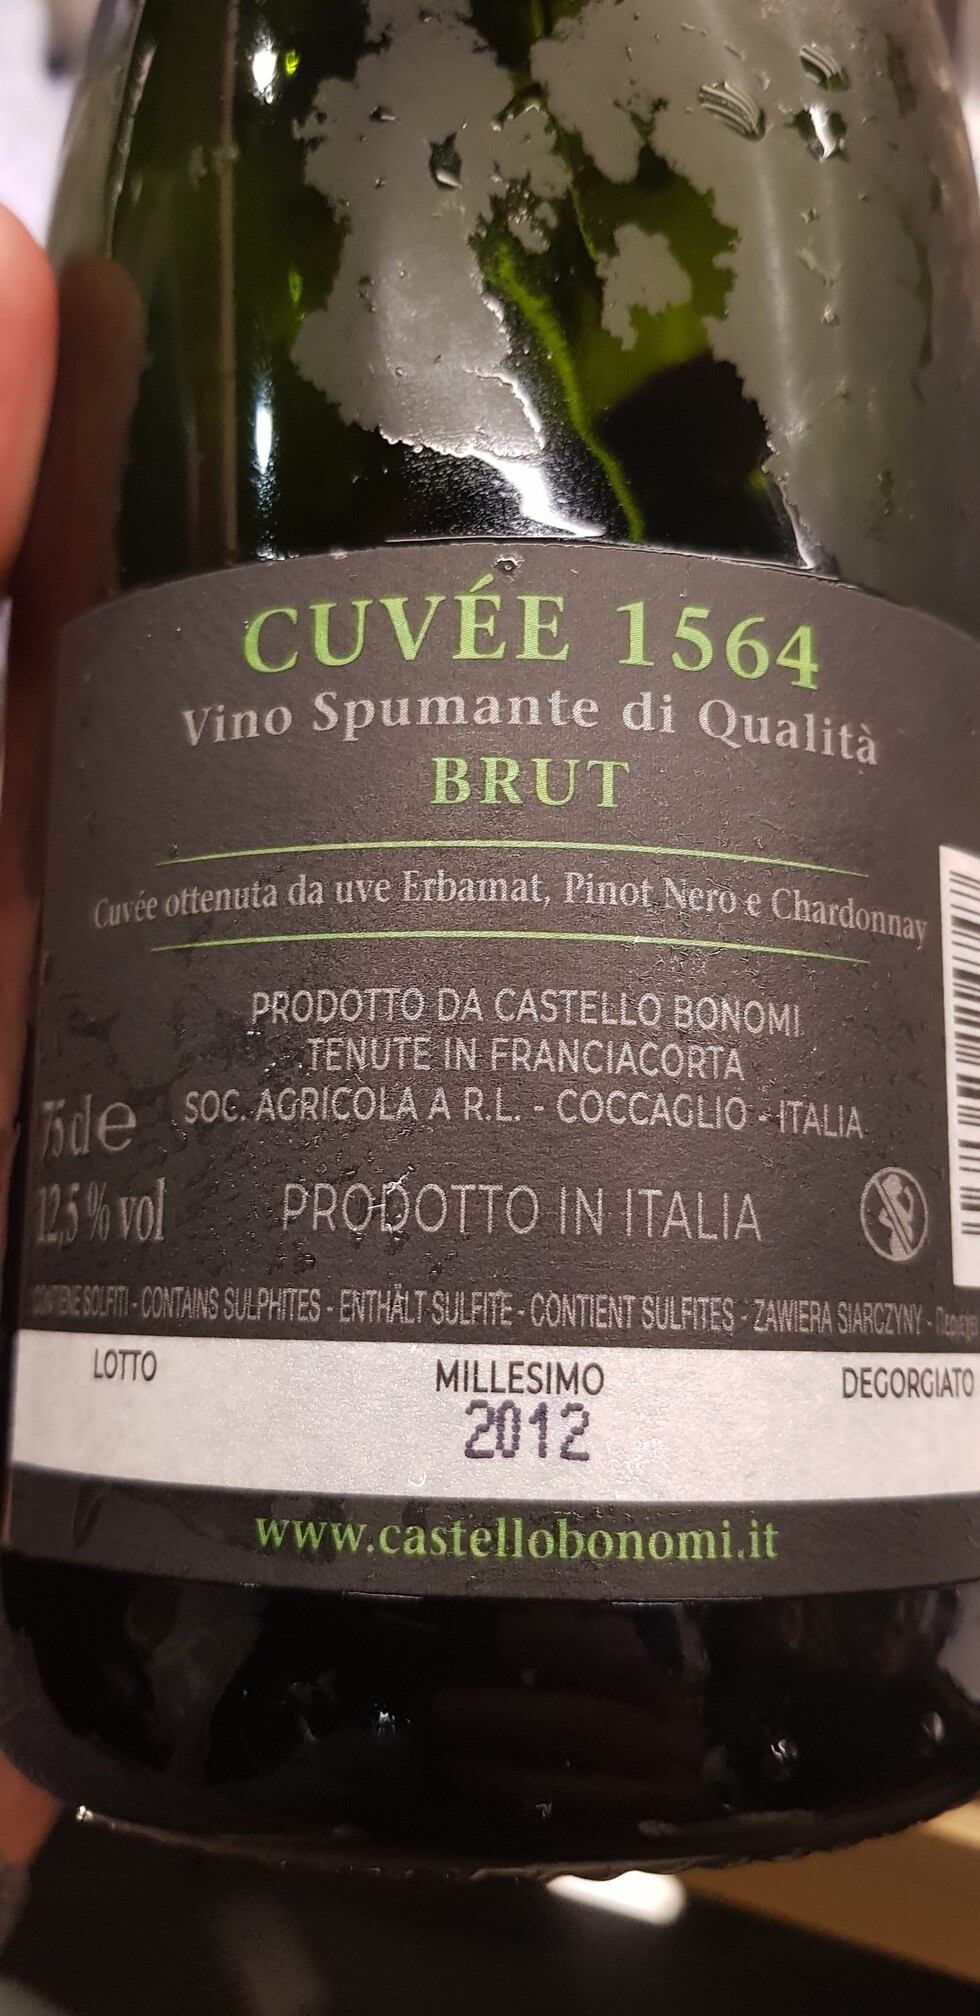 CUVÉE 1564
Vino Spumante di Qualità
BRUT
Cuvée ottenuta da uve Erbamat, Pinot Nero e Chardonnay
PRODOTTO DA CASTELLO BONOMI
TENUTE IN FRANCIACORTA
SOC. AGRICOLA A R.L. - COCCAGLIO - ITALIA
75 cl e
12,5 % vol
PRODOTTO IN ITALIA
CONTIENE SOLFITI - CONTAINS SULPHITES - ENTHÄLT SULFITE - CONTIENT SULFITES - ZAWIERA SIARCZYNY -
LOTTO
MILLESIMO
DEGORGIATO
2012
www.castellobonomi.it